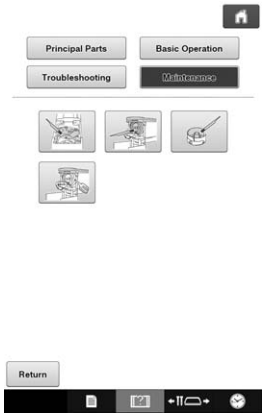 Principal Parts
Basic Operation
Troubleshooting
Maintenance
Return